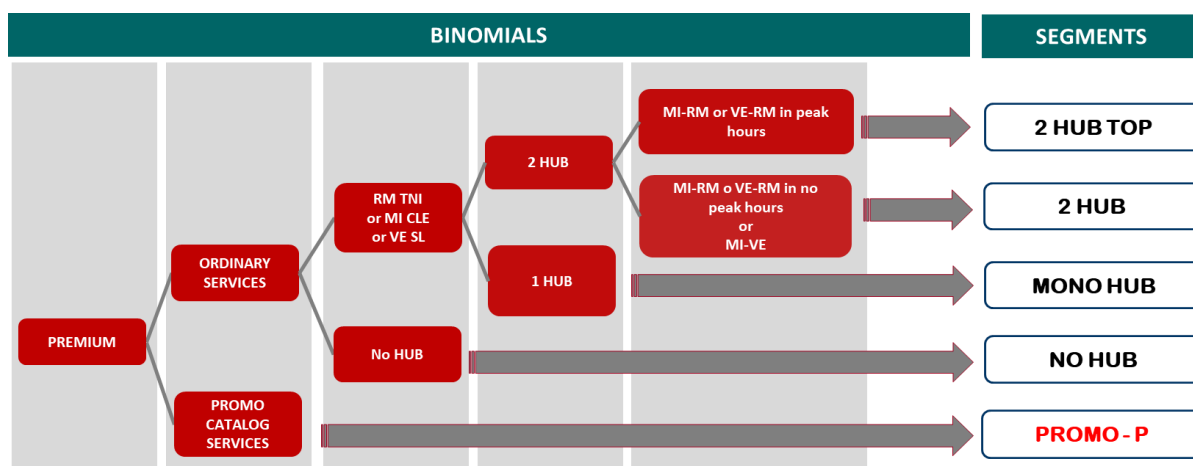 BINOMIALS
SEGMENTS
MI-RM or VE-RM in peak
hours
2 HUB TOP
2 HUB
RM TNI
or MI CLE
or VE SL
MI-RM o VE-RM in no
peak hours
or
MI-VE
2 HUB
ORDINARY
SERVICES
1 HUB
MONO HUB
PREMIUM
No HUB
NO HUB
PROMO
CATALOG
SERVICES
PROMO - P